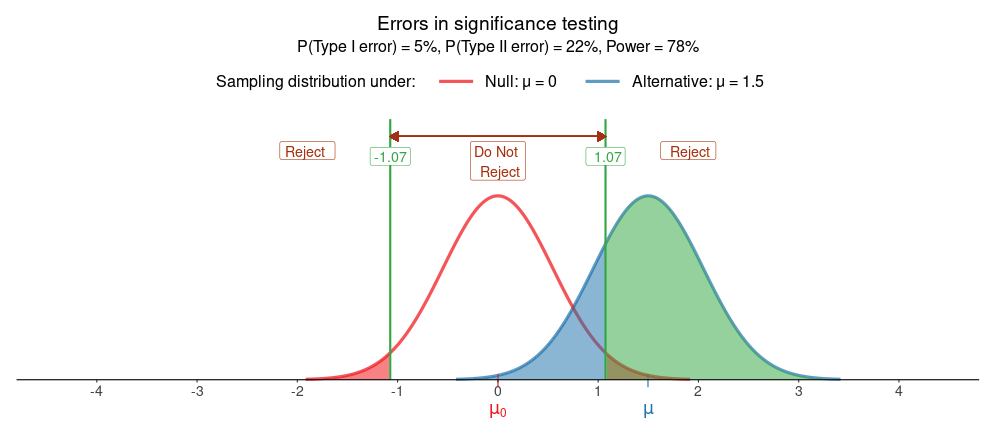 Errors in significance testing
P(Type I error) = 5%, P(Type II error) = 22%, Power = 78%
Sampling distribution under: Null: μ = 0 Alternative: μ = 1.5
Reject
-1.07
Do Not
Reject
1.07
Reject
-4 -3 -2 -1 0 1 2 3 4
μ₀ μ